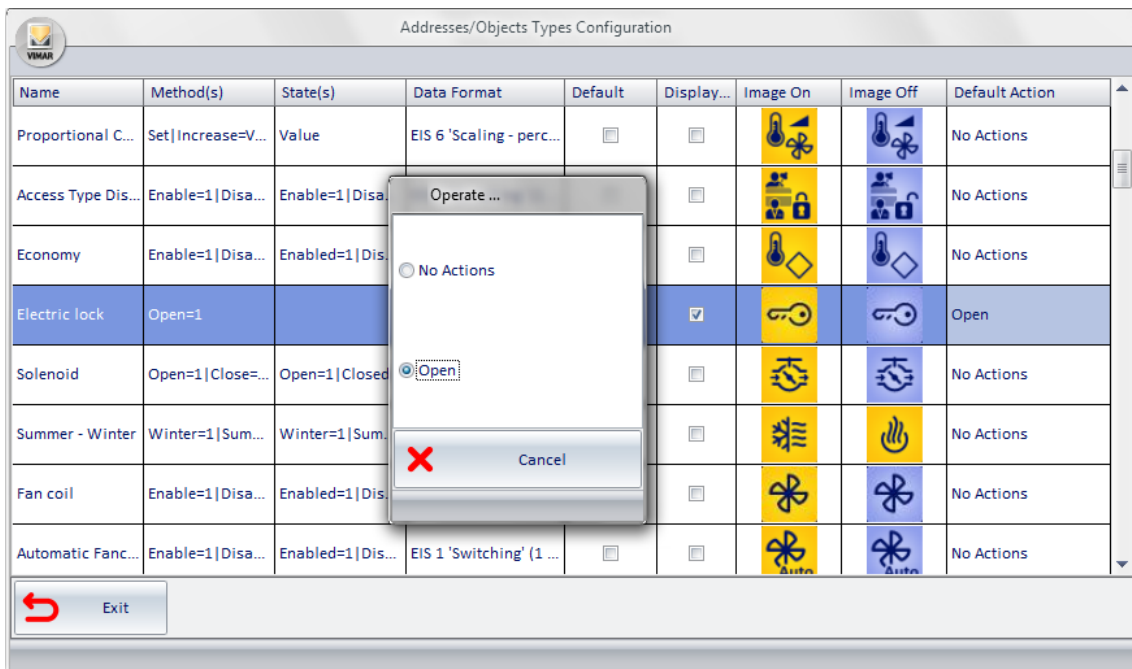 Addresses/Objects Types Configuration
VIMAR
Name Method(s) State(s) Data Format Default Display... Image On Image Off Default Action
Proportional C... Set|Increase=V... Value EIS 6 'Scaling - perc... No Actions
Access Type Dis... Enable=1|Disa... Enable=1|Disa. No Actions
Economy Enable=1|Disa... Enabled=1|Dis. No Actions
Electric lock Open=1 Open
Solenoid Open=1|Close=... Open=1|Closed No Actions
Summer - Winter Winter=1|Sum... Winter=1|Sum. No Actions
Fan coil Enable=1|Disa... Enabled=1|Dis. No Actions
Automatic Fanc... Enable=1|Disa... Enabled=1|Dis... EIS 1 'Switching' (1 ... Auto Auto No Actions
Operate ...
No Actions
Open
Cancel
Exit